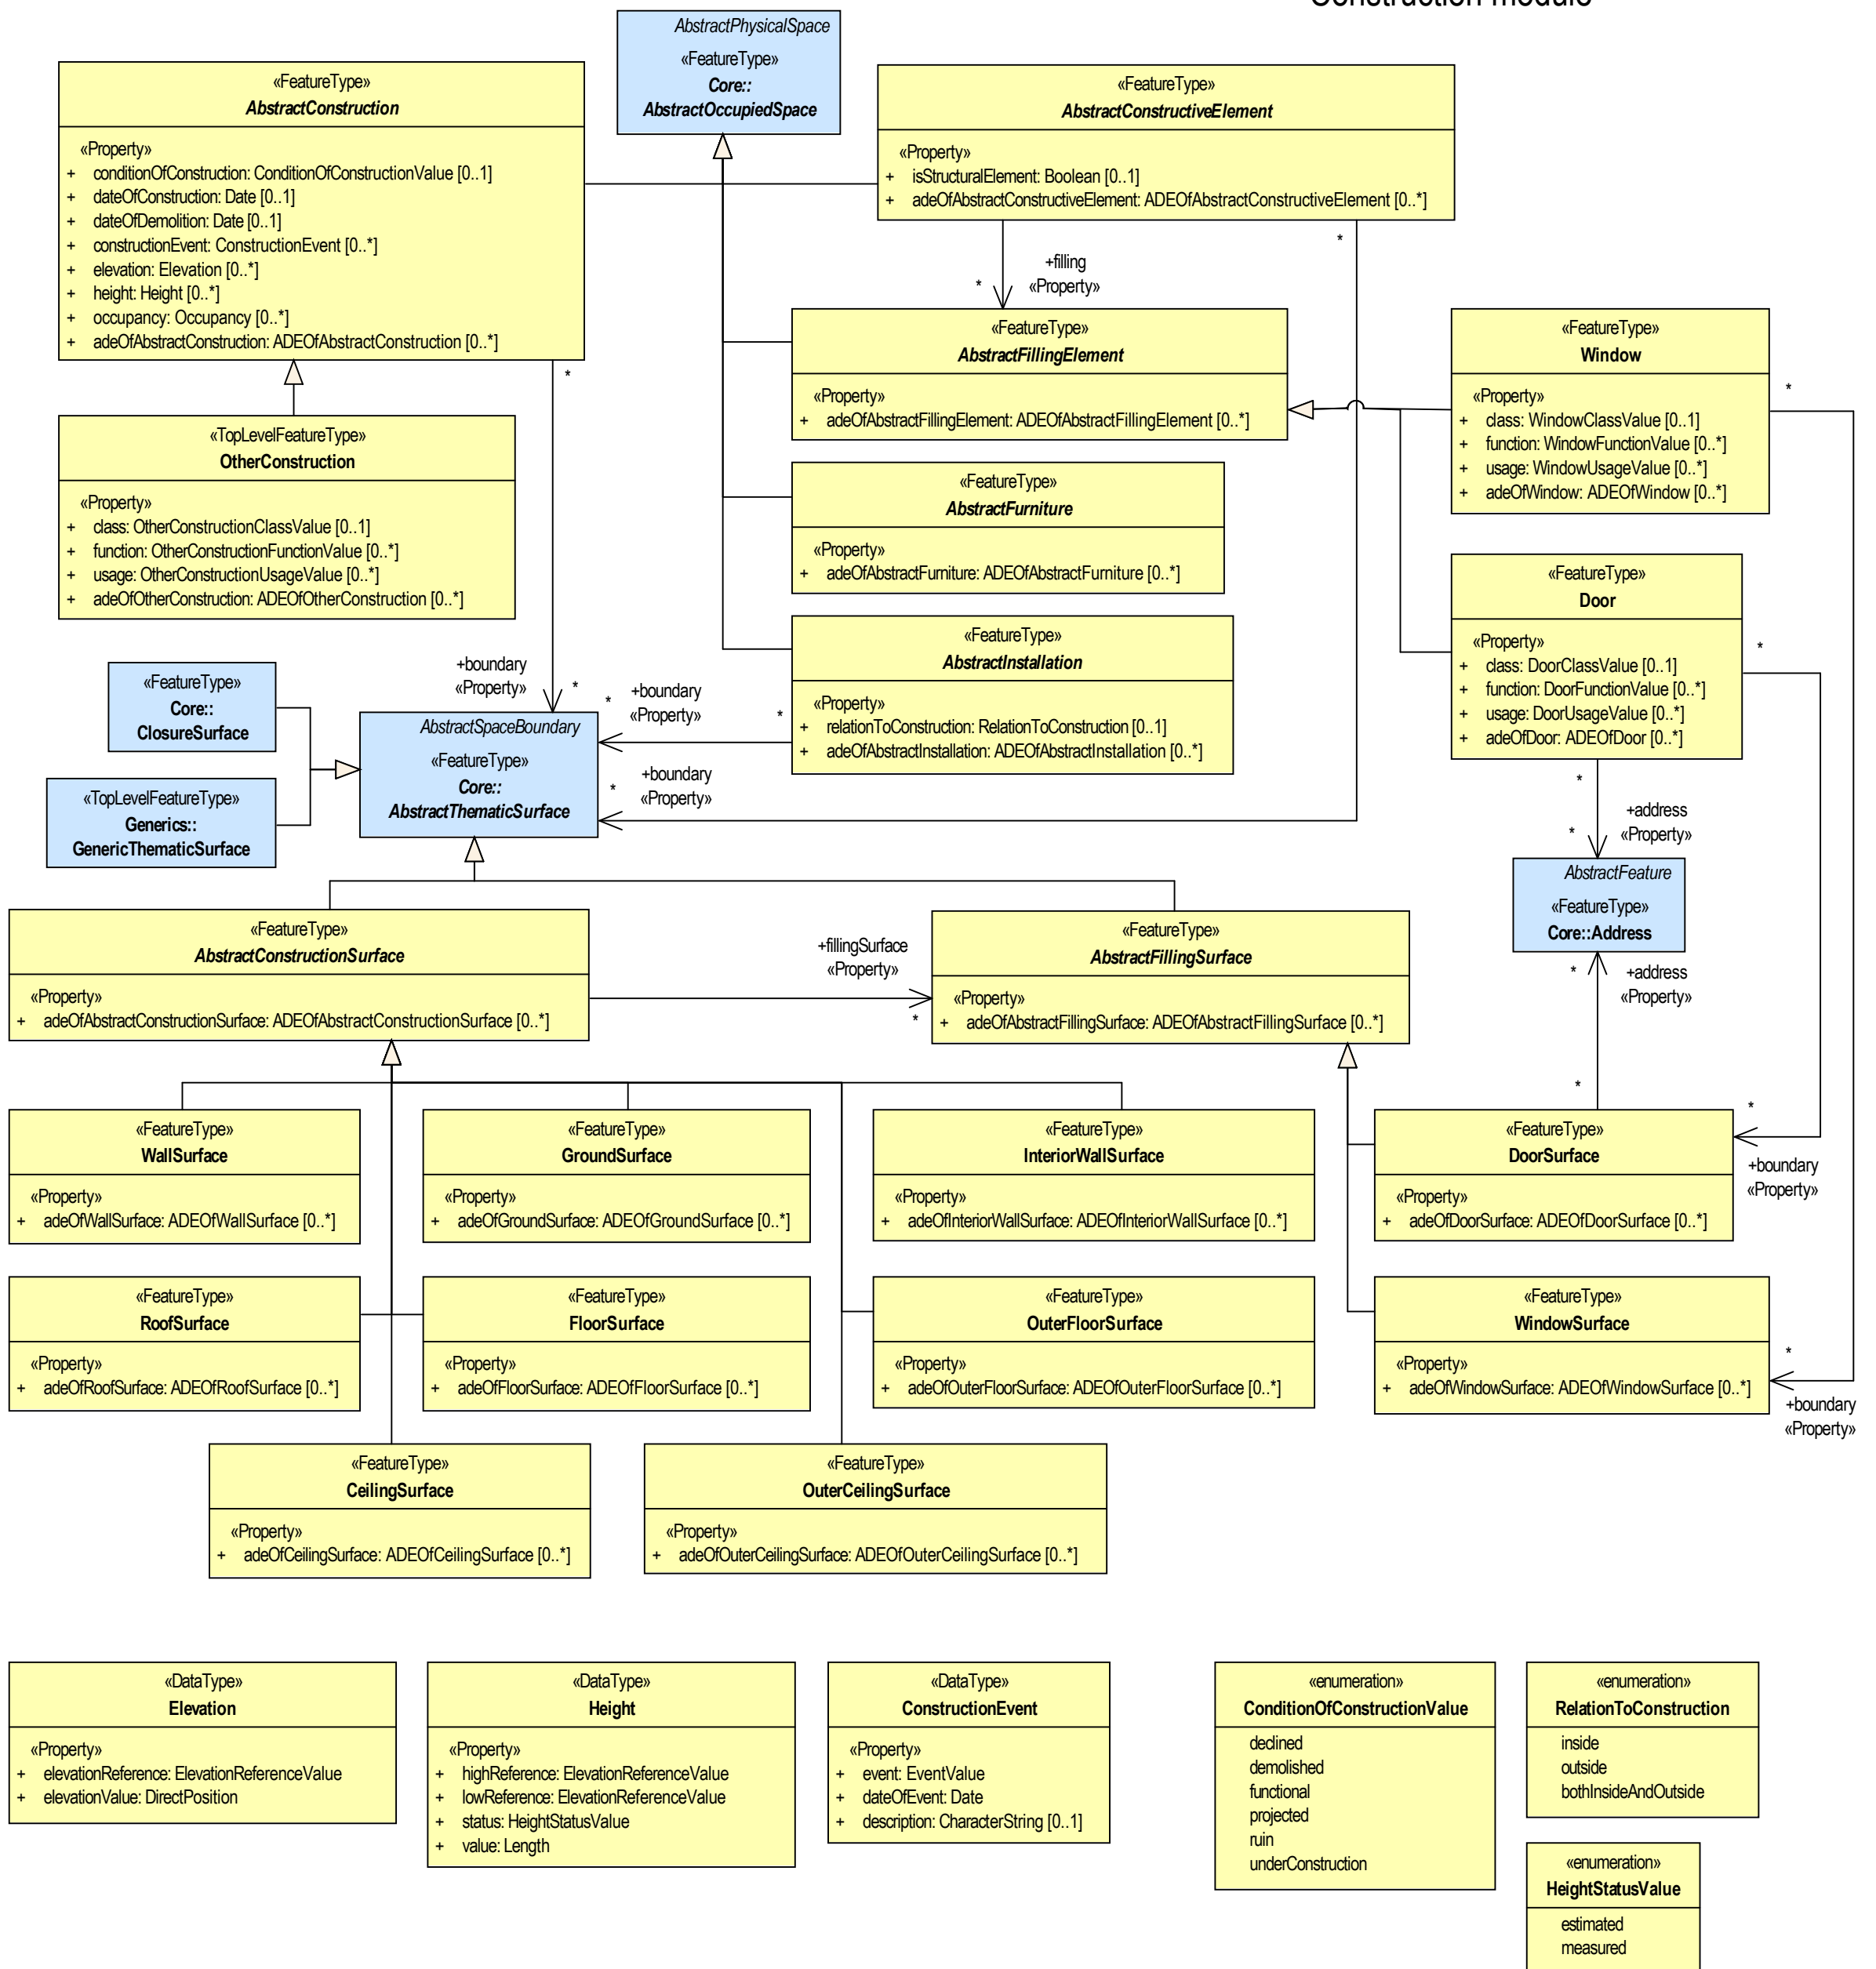 Construction module
AbstractPhysicalSpace
«FeatureType»
Core::
AbstractOccupiedSpace
«FeatureType»
AbstractConstruction
«Property»
+ conditionOfConstruction: ConditionOfConstructionValue [0..1]
+ dateOfConstruction: Date [0..1]
+ dateOfDemolition: Date [0..1]
+ constructionEvent: ConstructionEvent [0..*]
+ elevation: Elevation [0..*]
+ height: Height [0..*]
+ occupancy: Occupancy [0..*]
+ adeOfAbstractConstruction: ADEOfAbstractConstruction [0..*]
«FeatureType»
AbstractConstructiveElement
«Property»
+ isStructuralElement: Boolean [0..1]
+ adeOfAbstractConstructiveElement: ADEOfAbstractConstructiveElement [0..*]
*
+filling
* «Property»
«FeatureType»
AbstractFillingElement
«Property»
+ adeOfAbstractFillingElement: ADEOfAbstractFillingElement [0..*]
«FeatureType»
Window
«Property»
+ class: WindowClassValue [0..1]
+ function: WindowFunctionValue [0..*]
+ usage: WindowUsageValue [0..*]
+ adeOfWindow: ADEOfWindow [0..*]
*
*
«TopLevelFeatureType»
OtherConstruction
«Property»
+ class: OtherConstructionClassValue [0..1]
+ function: OtherConstructionFunctionValue [0..*]
+ usage: OtherConstructionUsageValue [0..*]
+ adeOfOtherConstruction: ADEOfOtherConstruction [0..*]
«FeatureType»
AbstractFurniture
«Property»
+ adeOfAbstractFurniture: ADEOfAbstractFurniture [0..*]
«FeatureType»
Door
«Property»
+ class: DoorClassValue [0..1]
+ function: DoorFunctionValue [0..*]
+ usage: DoorUsageValue [0..*]
+ adeOfDoor: ADEOfDoor [0..*]
*
«FeatureType»
AbstractInstallation
«Property»
+ relationToConstruction: RelationToConstruction [0..1]
+ adeOfAbstractInstallation: ADEOfAbstractInstallation [0..*]
+boundary
«Property» *
* +boundary
«Property» *
+boundary
* «Property»
«FeatureType»
Core::
ClosureSurface
«TopLevelFeatureType»
Generics::
GenericThematicSurface
AbstractSpaceBoundary
«FeatureType»
Core::
AbstractThematicSurface
*
+address
* «Property»
AbstractFeature
«FeatureType»
Core::Address
* +address
«Property»
*
«FeatureType»
AbstractConstructionSurface
«Property»
+ adeOfAbstractConstructionSurface: ADEOfAbstractConstructionSurface [0..*]
+fillingSurface
«Property»
*
«FeatureType»
AbstractFillingSurface
«Property»
+ adeOfAbstractFillingSurface: ADEOfAbstractFillingSurface [0..*]
«FeatureType»
WallSurface
«Property»
+ adeOfWallSurface: ADEOfWallSurface [0..*]
«FeatureType»
GroundSurface
«Property»
+ adeOfGroundSurface: ADEOfGroundSurface [0..*]
«FeatureType»
InteriorWallSurface
«Property»
+ adeOfInteriorWallSurface: ADEOfInteriorWallSurface [0..*]
«FeatureType»
DoorSurface
«Property»
+ adeOfDoorSurface: ADEOfDoorSurface [0..*]
*
+boundary
«Property»
«FeatureType»
RoofSurface
«Property»
+ adeOfRoofSurface: ADEOfRoofSurface [0..*]
«FeatureType»
FloorSurface
«Property»
+ adeOfFloorSurface: ADEOfFloorSurface [0..*]
«FeatureType»
OuterFloorSurface
«Property»
+ adeOfOuterFloorSurface: ADEOfOuterFloorSurface [0..*]
«FeatureType»
WindowSurface
«Property»
+ adeOfWindowSurface: ADEOfWindowSurface [0..*]
*
+boundary
«Property»
«FeatureType»
CeilingSurface
«Property»
+ adeOfCeilingSurface: ADEOfCeilingSurface [0..*]
«FeatureType»
OuterCeilingSurface
«Property»
+ adeOfOuterCeilingSurface: ADEOfOuterCeilingSurface [0..*]
«DataType»
Elevation
«Property»
+ elevationReference: ElevationReferenceValue
+ elevationValue: DirectPosition
«DataType»
Height
«Property»
+ highReference: ElevationReferenceValue
+ lowReference: ElevationReferenceValue
+ status: HeightStatusValue
+ value: Length
«DataType»
ConstructionEvent
«Property»
+ event: EventValue
+ dateOfEvent: Date
+ description: CharacterString [0..1]
«enumeration»
ConditionOfConstructionValue
declined
demolished
functional
projected
ruin
underConstruction
«enumeration»
RelationToConstruction
inside
outside
bothInsideAndOutside
«enumeration»
HeightStatusValue
estimated
measured